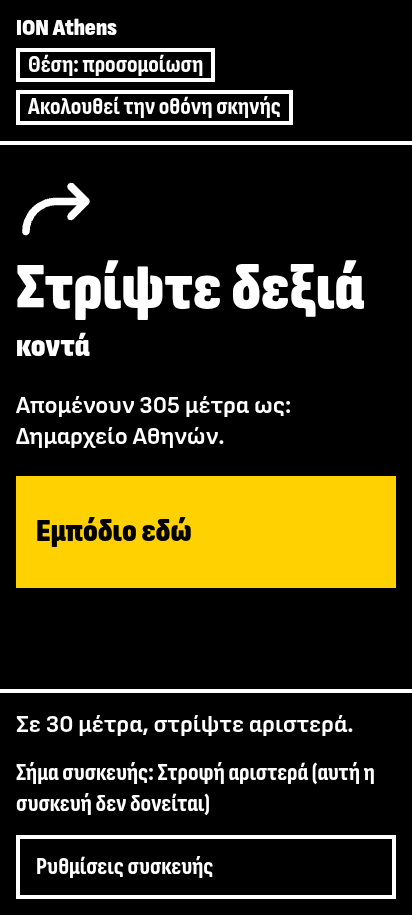 ION Athens
Θέση: προσομοίωση
Ακολουθεί την οθόνη σκηνής
Στρίψτε δεξιά
κοντά
Απομένουν 305 μέτρα ως:
Δημαρχείο Αθηνών.
Εμπόδιο εδώ
Σε 30 μέτρα, στρίψτε αριστερά.
Σήμα συσκευής: Στροφή αριστερά (αυτή η
συσκευή δεν δονείται)
Ρυθμίσεις συσκευής